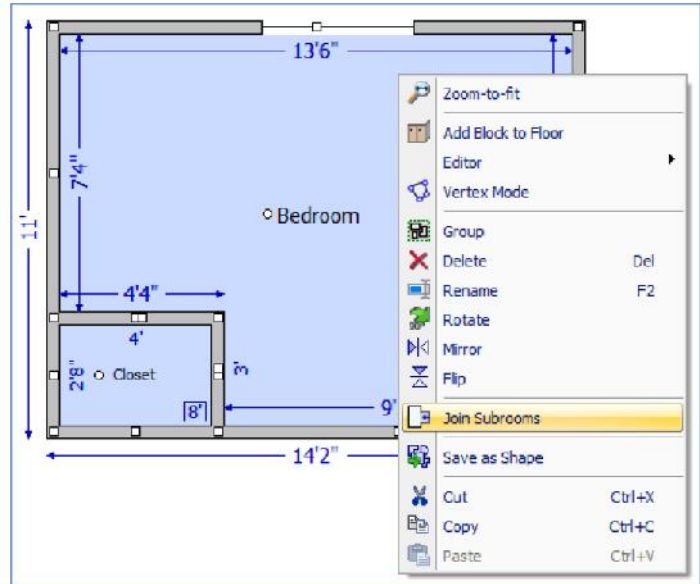 13'6"
7'4"
11'
Bedroom
4'4"
4'
2'8"
Closet
3'
8'
9'
14'2"
Zoom-to-fit
Add Block to Floor
Editor
Vertex Mode
Group
Delete Del
Rename F2
Rotate
Mirror
Flip
Join Subrooms
Save as Shape
Cut Ctrl+X
Copy Ctrl+C
Paste Ctrl+V